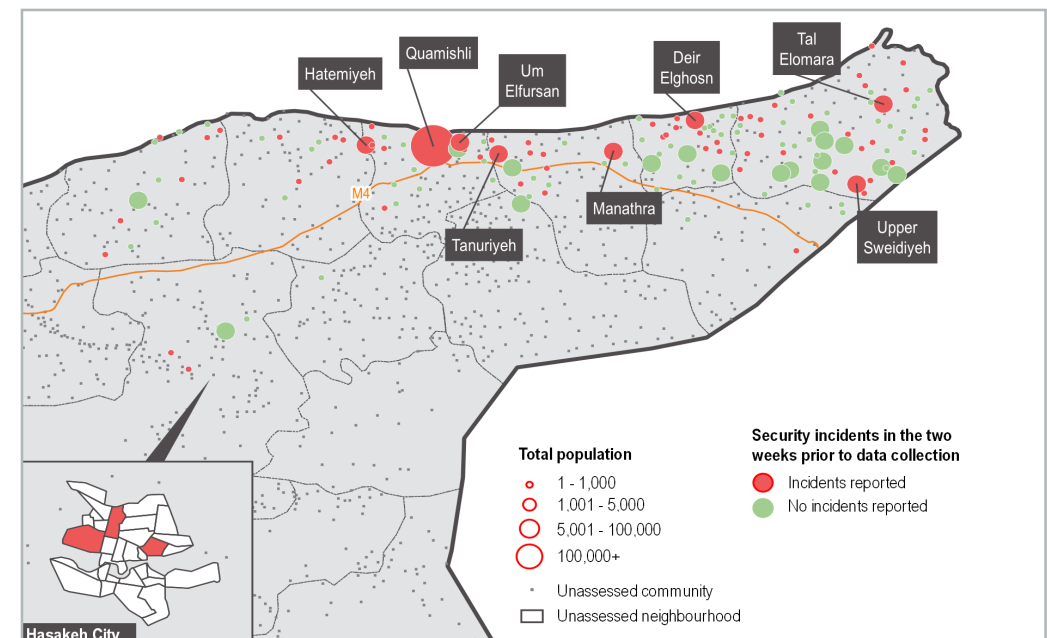 Tal
Elomara
Quamishli
Deir
Elghosn
Hatemiyeh
Um
Elfursan
M4
Manathra
Tanuriyeh
Upper
Sweidiyeh
Total population
1 - 1,000
1,001 - 5,000
5,001 - 100,000
100,000+
Unassessed community
Unassessed neighbourhood
Security incidents in the two
weeks prior to data collection
Incidents reported
No incidents reported
Hasakeh City